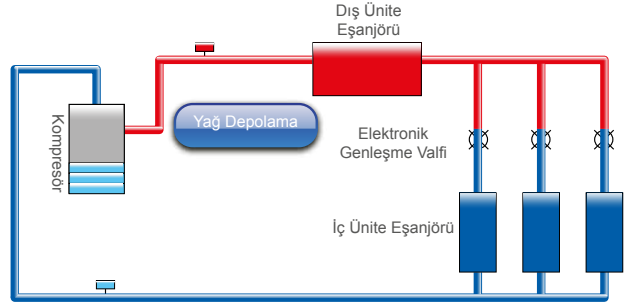 Dış Ünite
Eşanjörü
Kompresör
Yağ Depolama
Elektronik
Genleşme Valfi
İç Ünite Eşanjörü